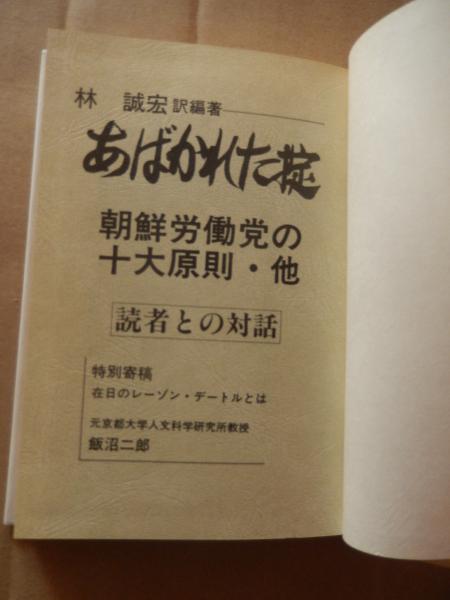 林 誠宏 訳編著
あばかれた掟
朝鮮労働党の
十大原則・他
読者との対話
特別寄稿
在日のレーゾン・デートルとは
元京都大学人文科学研究所教授
飯沼二郎